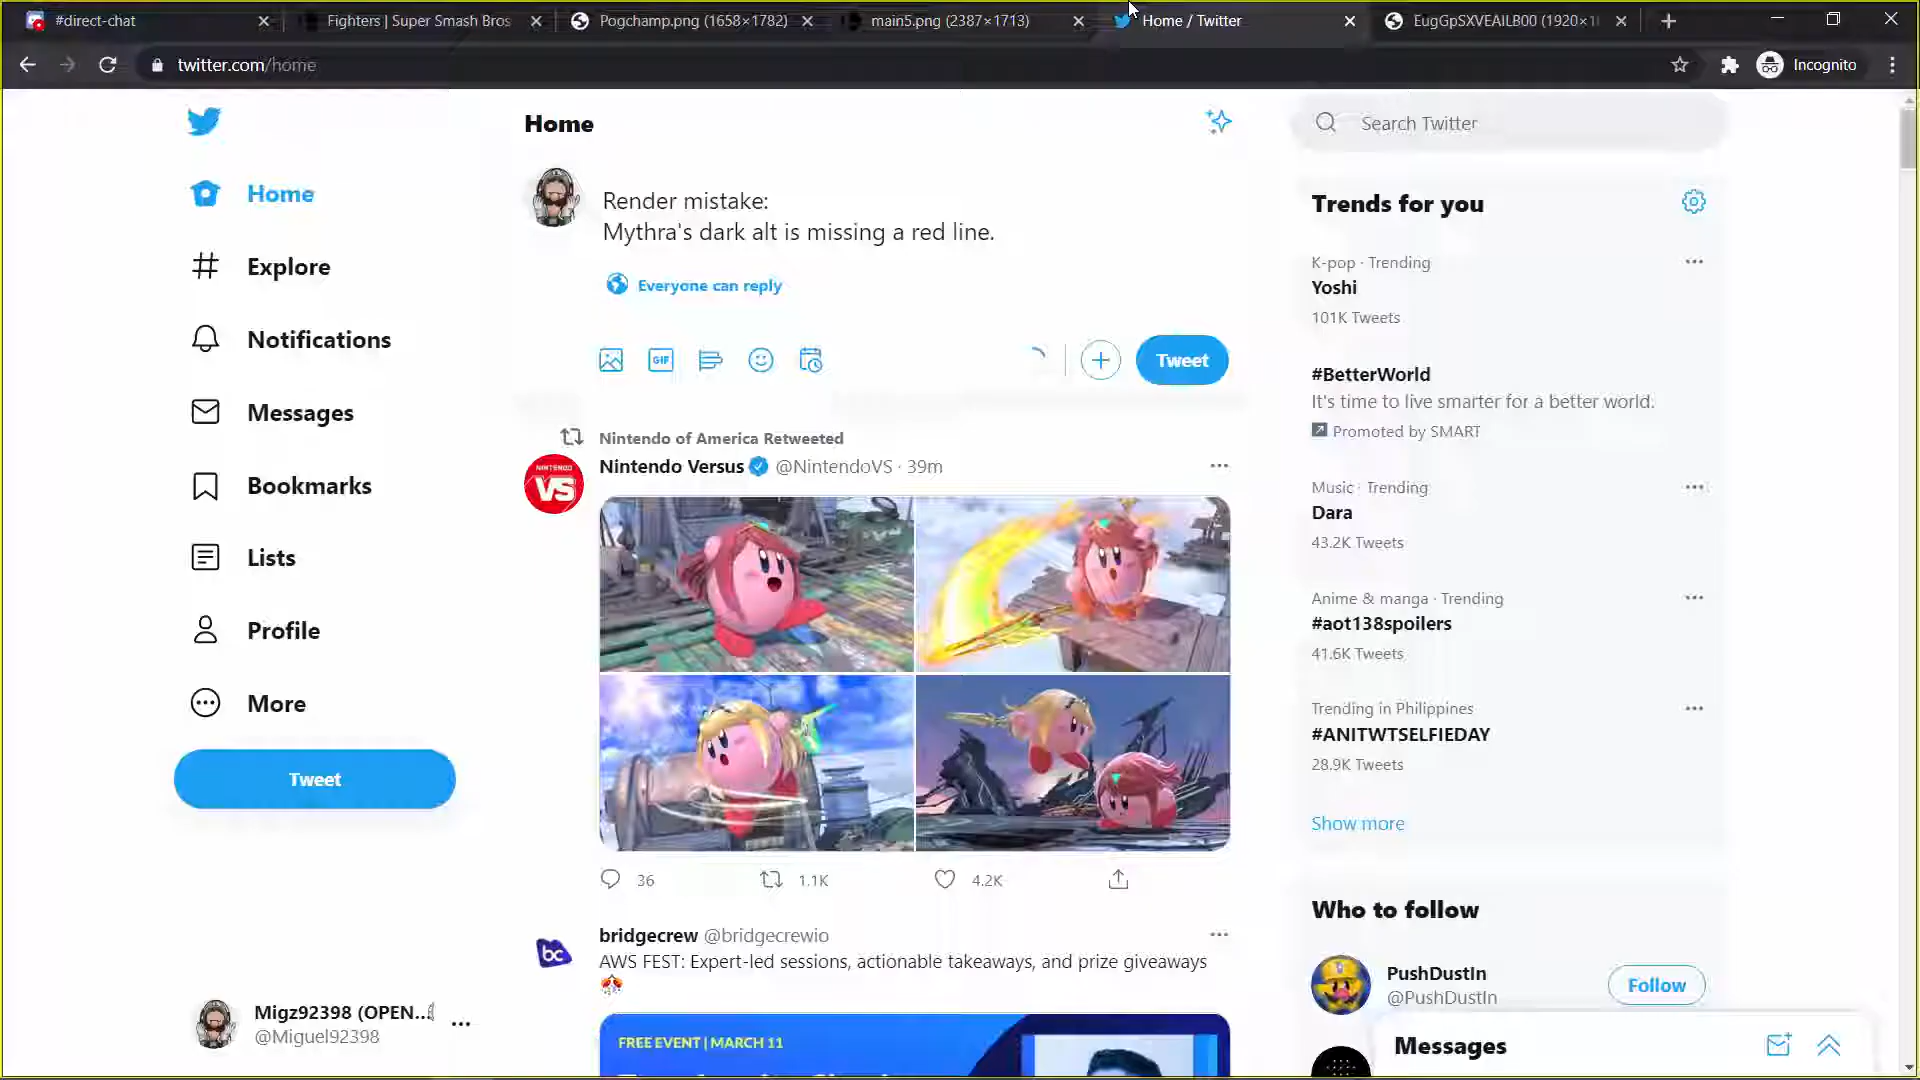 #direct-chat
Fighters | Super Smash Bros
Pogchamp.png (1658×1782)
main5.png (2387×1713)
Home / Twitter
EugGpSXVEAILB00 (1920×1
twitter.com/home
Incognito
Home
Explore
Notifications
Messages
Bookmarks
Lists
Profile
More
Tweet
Migz92398 (OPEN...
@Miguel92398
Home
Render mistake:
Mythra's dark alt is missing a red line.
Everyone can reply
GIF
Tweet
Nintendo of America Retweeted
NINTENDO
VS
Nintendo Versus @NintendoVS · 39m
36
1.1K
4.2K
bc
bridgecrew @bridgecrewio
AWS FEST: Expert-led sessions, actionable takeaways, and prize giveaways
FREE EVENT | MARCH 11
Search Twitter
Trends for you
K-pop · Trending
Yoshi
101K Tweets
#BetterWorld
It's time to live smarter for a better world.
Promoted by SMART
Music · Trending
Dara
43.2K Tweets
Anime & manga · Trending
#aot138spoilers
41.6K Tweets
Trending in Philippines
#ANITWTSELFIEDAY
28.9K Tweets
Show more
Who to follow
PushDustIn
@PushDustIn
Follow
Messages